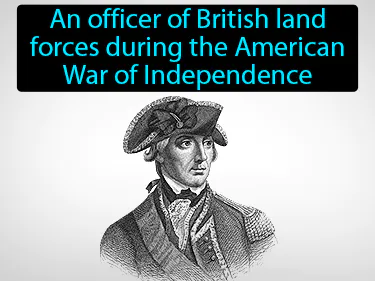 An officer of British land
forces during the American
War of Independence